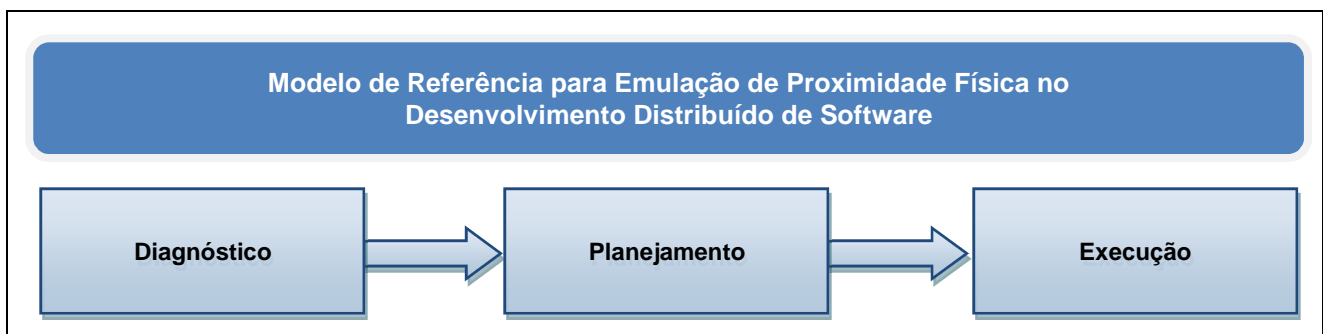 Modelo de Referência para Emulação de Proximidade Física no
Desenvolvimento Distribuído de Software
Diagnóstico
Planejamento
Execução